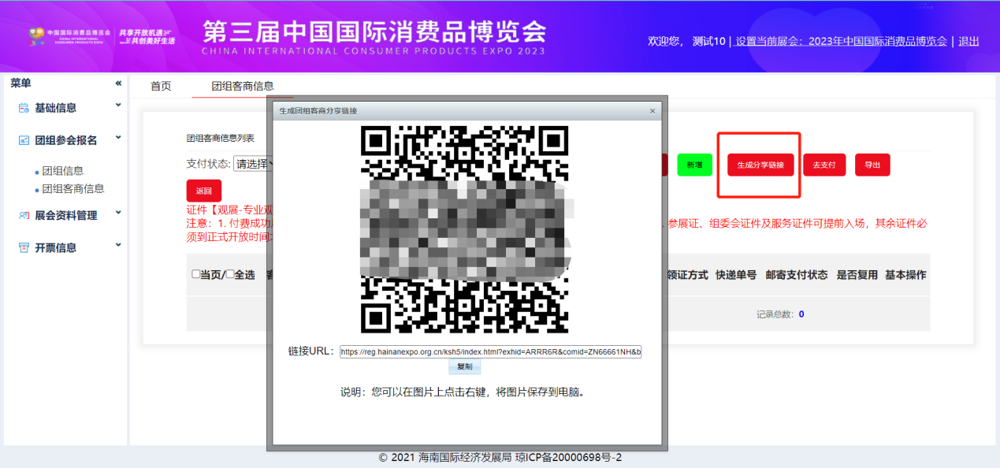 中国国际消费品博览会
CHINA INTERNATIONAL
CONSUMER PRODUCTS EXPO
共享开放机遇
共创美好生活
第三届中国国际消费品博览会
CHINA INTERNATIONAL CONSUMER PRODUCTS EXPO 2023
欢迎您， 测试10 | 设置当前展会：2023年中国国际消费品博览会 | 退出
菜单 «
首页 团组客商信息
基础信息
团组参会报名
团组信息
团组客商信息
展会资料管理
开票信息
生成团组客商分享链接 ×
团组客商信息列表
支付状态: 请选择
新增 生成分享链接 去支付 导出
返回
证件【观展-专业观
注意：1. 付费成功
参展证、组委会证件及服务证件可提前入场，其余证件必
须到正式开放时间
当页/全选 领证方式 快递单号 邮寄支付状态 是否复用 基本操作
记录总数：0
链接URL： https://reg.hainanexpo.org.cn/ksh5/index.html?exhid=ARRR6R&comid=ZN66661NH&b
复制
说明：您可以在图片上点击右键，将图片保存到电脑。
© 2021 海南国际经济发展局 琼ICP备20000698号-2